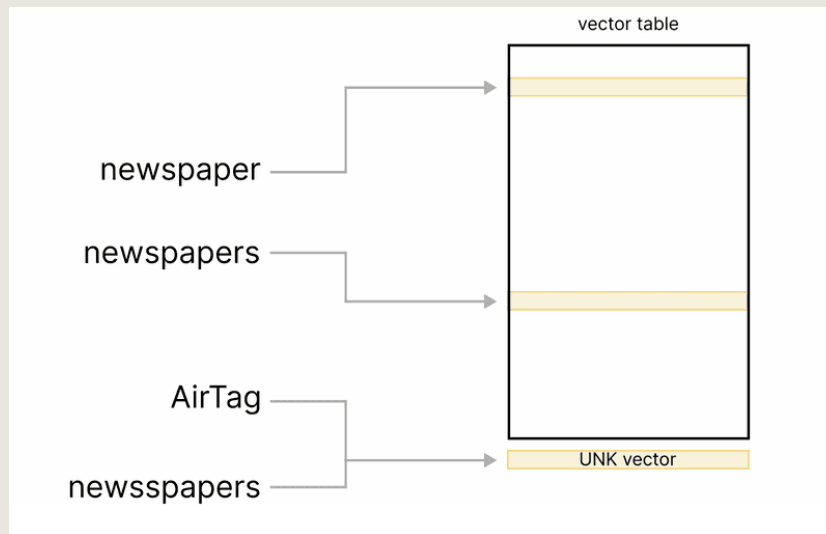 vector table
newspaper
newspapers
AirTag
UNK vector
newsspapers